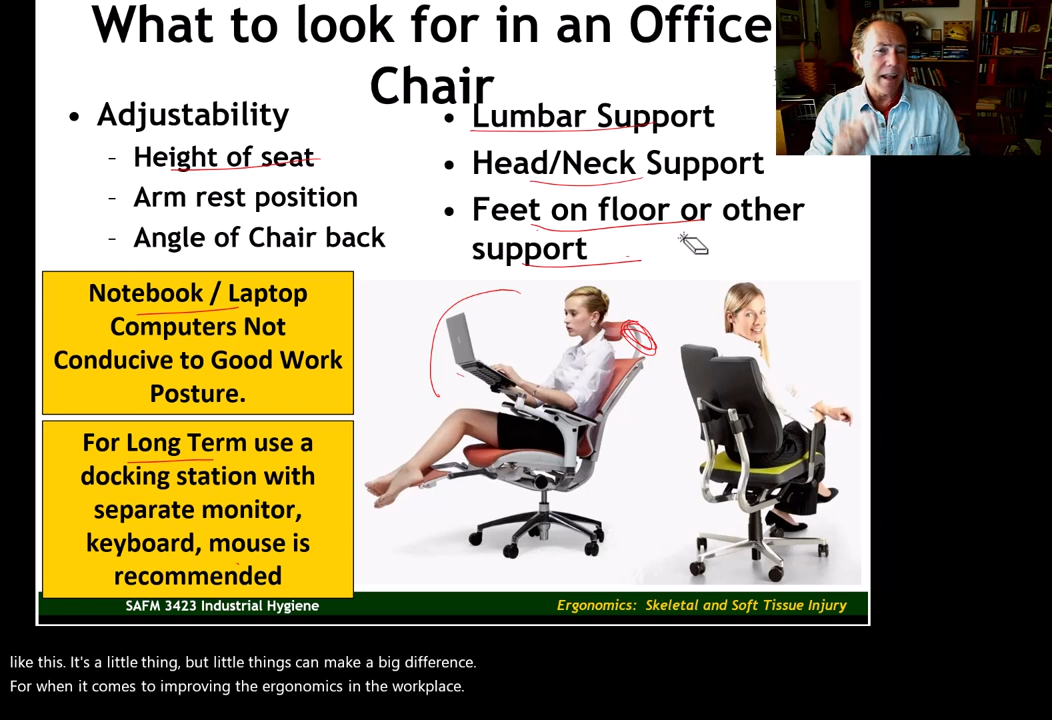 What to look for in an Office
Chair
• Adjustability
- Height of seat
- Arm rest position
- Angle of Chair back
• Lumbar Support
• Head/Neck Support
• Feet on floor or other
support
Notebook / Laptop
Computers Not
Conducive to Good Work
Posture.
For Long Term use a
docking station with
separate monitor,
keyboard, mouse is
recommended
SAFM 3423 Industrial Hygiene
Ergonomics: Skeletal and Soft Tissue Injury
like this. It's a little thing, but little things can make a big difference.
For when it comes to improving the ergonomics in the workplace.